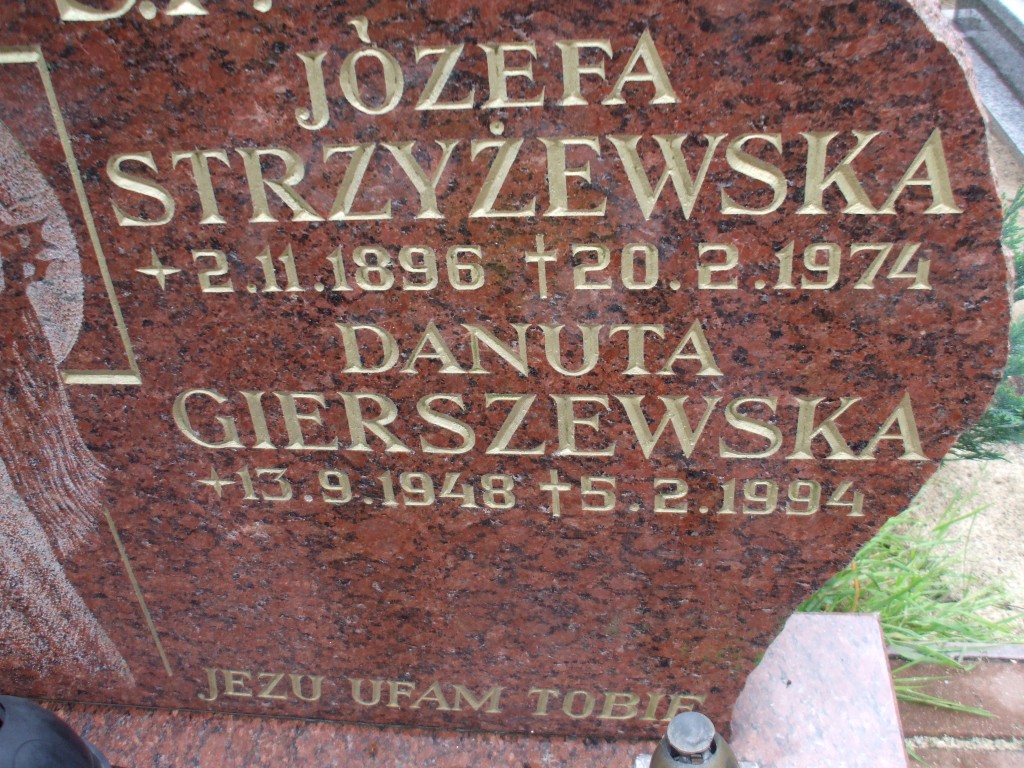 Ś.P.
JÓZEFA
STRZYŻEWSKA
2.11.1896 20.2.1974
DANUTA
GIERSZEWSKA
13.9.1948 5.2.1994
JEZU UFAM TOBIE